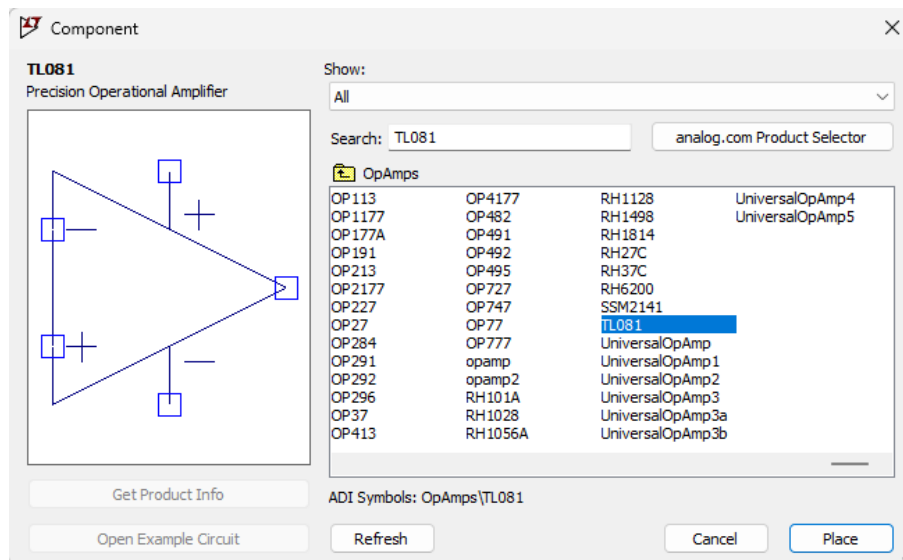 Component
TL081
Precision Operational Amplifier
Show:
All
Search: TL081
analog.com Product Selector
OpAmps
OP113 OP4177 RH1128 UniversalOpAmp4
OP1177 OP482 RH1498 UniversalOpAmp5
OP177A OP491 RH1814
OP191 OP492 RH27C
OP213 OP495 RH37C
OP2177 OP727 RH6200
OP227 OP747 SSM2141
OP27 OP77 TL081
OP284 OP777 UniversalOpAmp
OP291 opamp UniversalOpAmp1
OP292 opamp2 UniversalOpAmp2
OP296 RH101A UniversalOpAmp3
OP37 RH1028 UniversalOpAmp3a
OP413 RH1056A UniversalOpAmp3b
Get Product Info
ADI Symbols: OpAmps\TL081
Open Example Circuit
Refresh
Cancel
Place